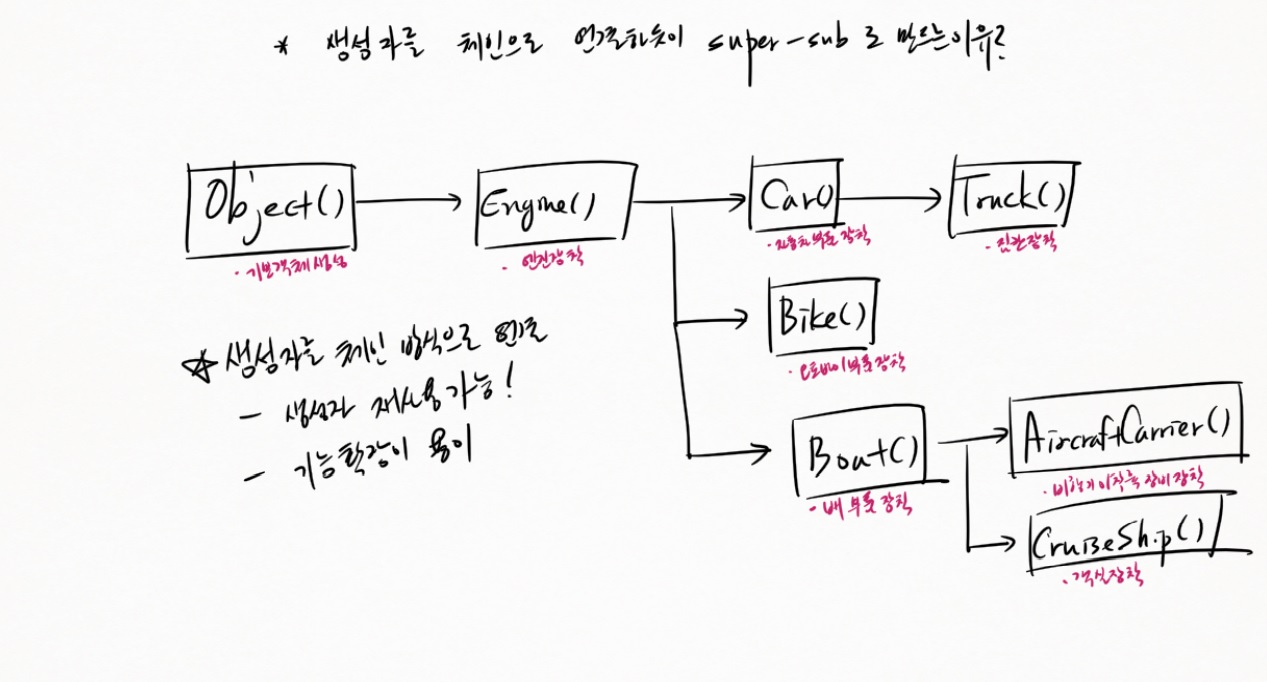 * 생성자를 체인으로 연결하듯이 super-sub로 만드는이유?
Object()
· 기본객체생성
Engine()
· 엔진장착
Car()
· 자동차부품 장착
Truck()
· 짐칸장착
Bike()
· 오토바이부품장착
Boat()
- 배 부품 장착
AircraftCarrier()
· 비행기 이착륙 장비 장착
CruiseShip()
· 객실장착
☆ 생성자를 체인 방식으로 연결
- 생성자 재사용가능!
- 기능확장이 용이